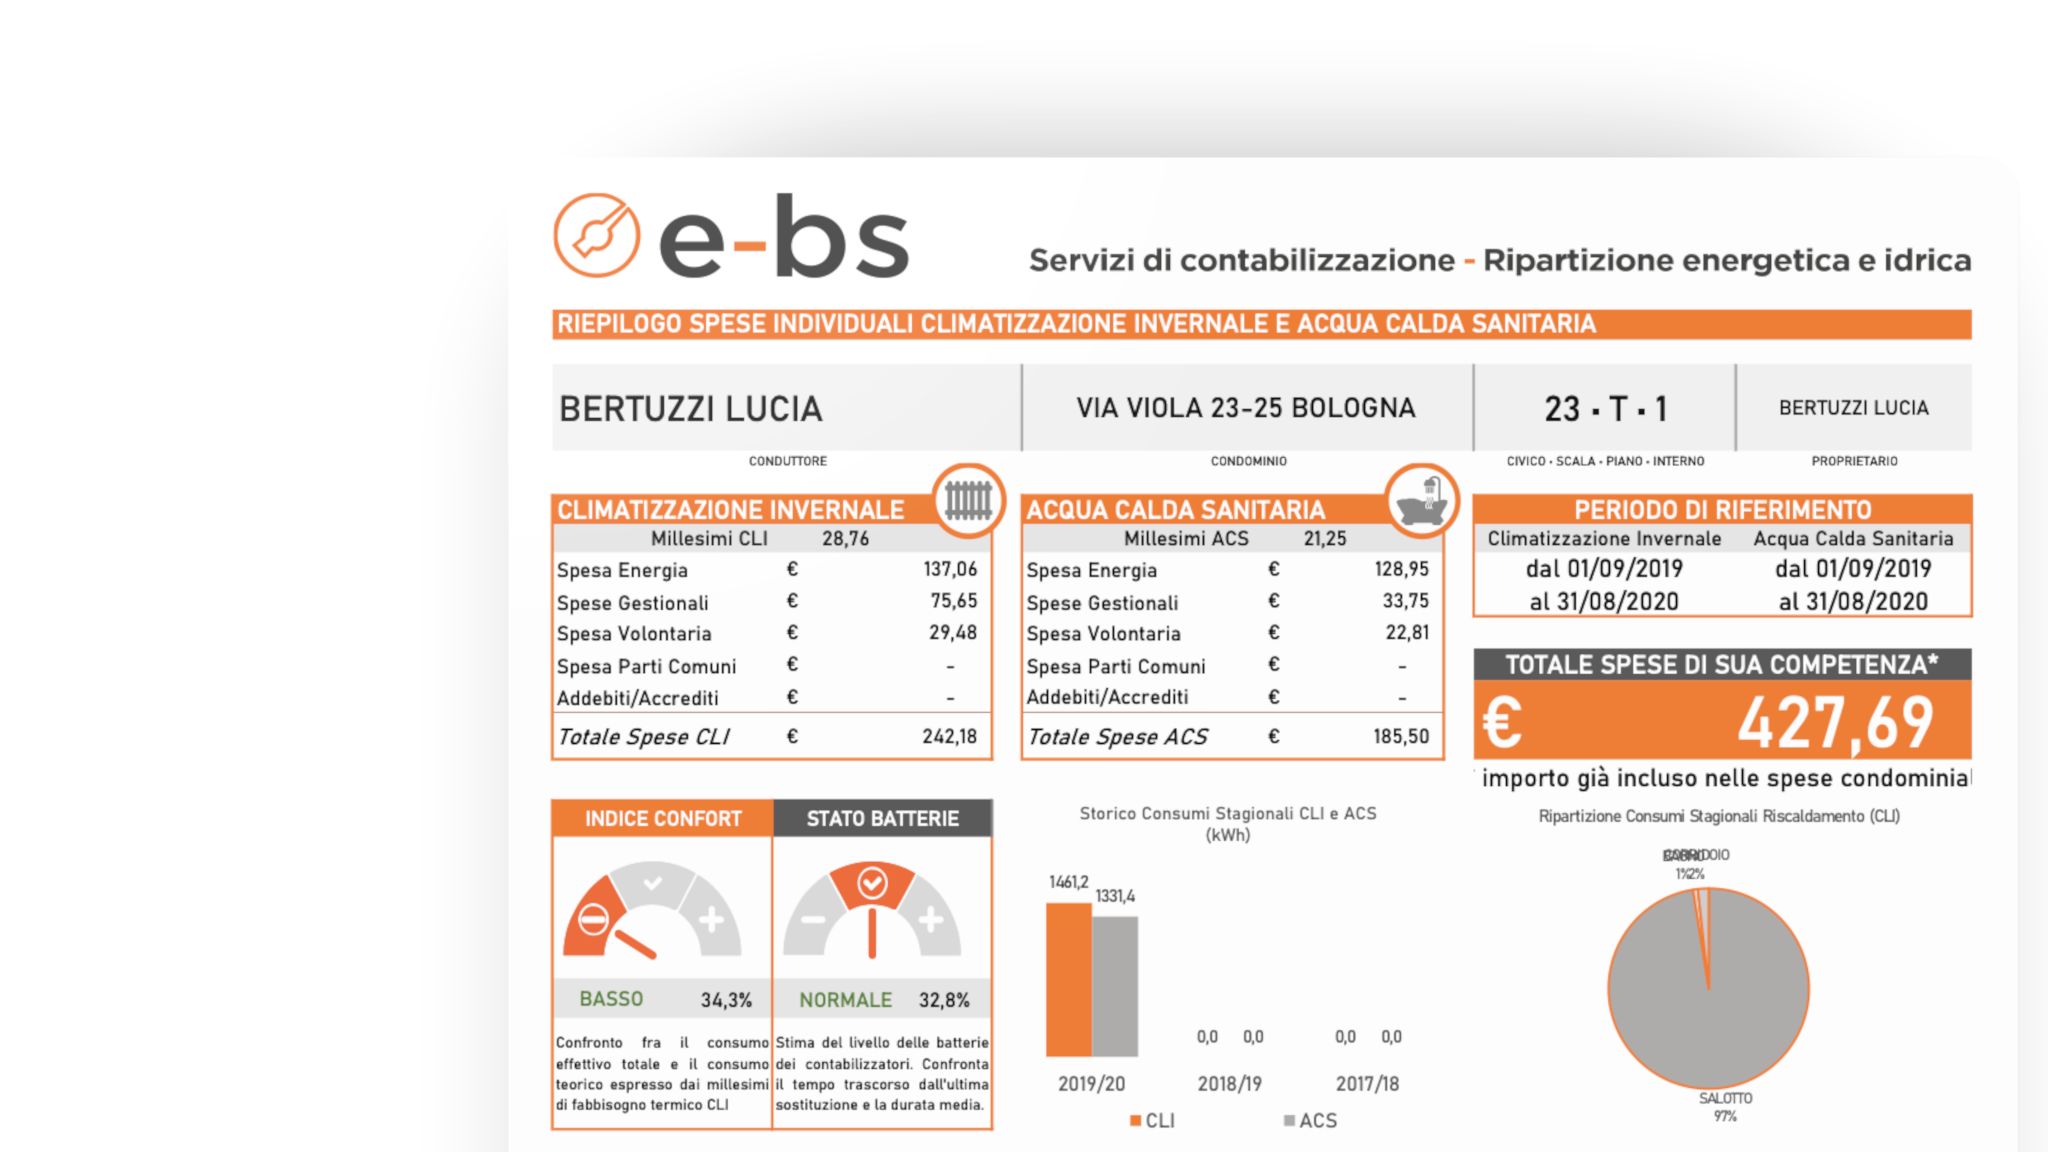 e-bs
Servizi di contabilizzazione - Ripartizione energetica e idrica
RIEPILOGO SPESE INDIVIDUALI CLIMATIZZAZIONE INVERNALE E ACQUA CALDA SANITARIA
BERTUZZI LUCIA
VIA VIOLA 23-25 BOLOGNA
23 · T · 1
BERTUZZI LUCIA
CONDUTTORE
CONDOMINIO
CIVICO · SCALA · PIANO · INTERNO
PROPRIETARIO
CLIMATIZZAZIONE INVERNALE
Millesimi CLI 28,76
Spesa Energia € 137,06
Spese Gestionali € 75,65
Spesa Volontaria € 29,48
Spesa Parti Comuni € -
Addebiti/Accrediti € -
Totale Spese CLI € 242,18
ACQUA CALDA SANITARIA
Millesimi ACS 21,25
Spesa Energia € 128,95
Spese Gestionali € 33,75
Spesa Volontaria € 22,81
Spesa Parti Comuni € -
Addebiti/Accrediti € -
Totale Spese ACS € 185,50
PERIODO DI RIFERIMENTO
Climatizzazione Invernale Acqua Calda Sanitaria
dal 01/09/2019 dal 01/09/2019
al 31/08/2020 al 31/08/2020
TOTALE SPESE DI SUA COMPETENZA*
€ 427,69
importo già incluso nelle spese condominial
INDICE CONFORT
BASSO 34,3%
Confronto fra il consumo
effettivo totale e il consumo
teorico espresso dai millesimi
di fabbisogno termico CLI
STATO BATTERIE
NORMALE 32,8%
Stima del livello delle batterie
dei contabilizzatori. Confronta
il tempo trascorso dall'ultima
sostituzione e la durata media.
Storico Consumi Stagionali CLI e ACS
(kWh)
1461,2
1331,4
0,0 0,0 0,0 0,0
2019/20 2018/19 2017/18
CLI ACS
Ripartizione Consumi Stagionali Riscaldamento (CLI)
CORRIDOIO
1% 2%
SALOTTO
97%